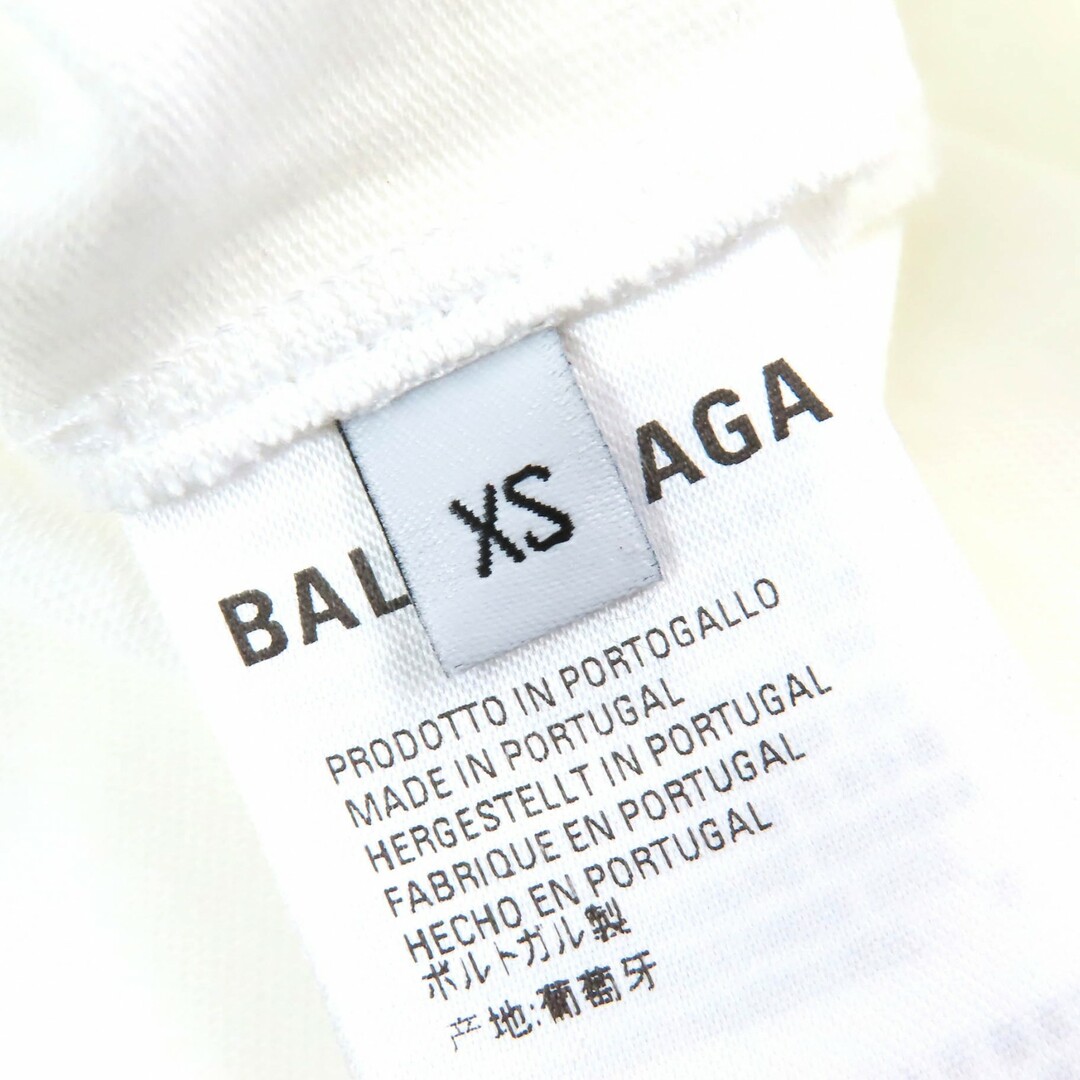 BAL AGA
XS
PRODOTTO IN PORTOGALLO
MADE IN PORTUGAL
HERGESTELLT IN PORTUGAL
FABRIQUE EN PORTUGAL
HECHO EN PORTUGAL
ポルトガル製
产地:葡萄牙